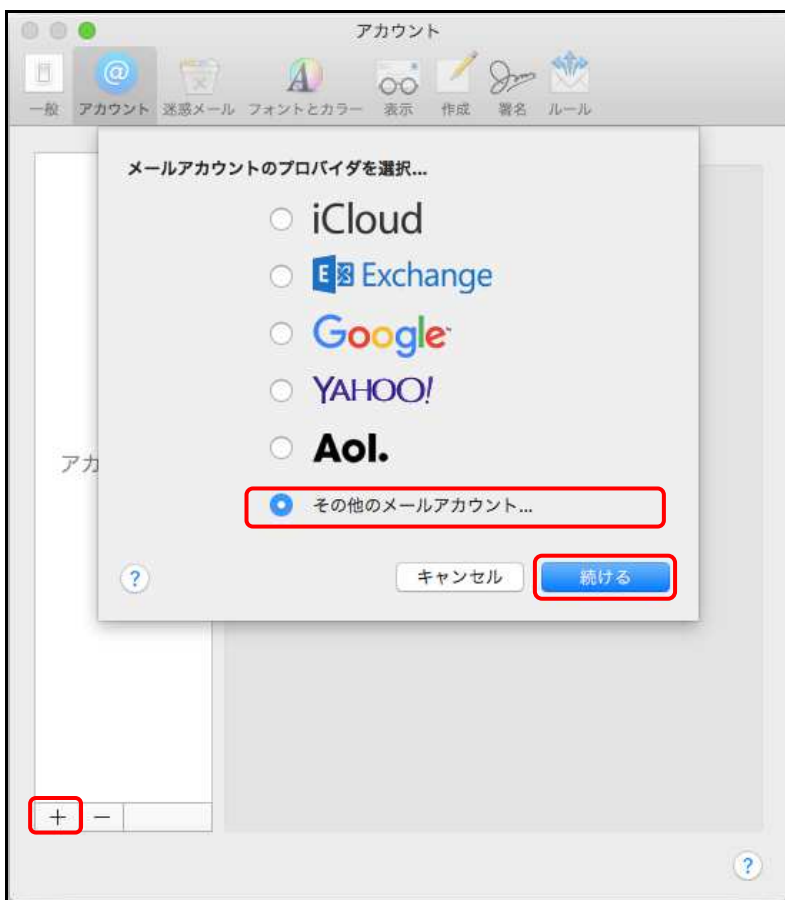 アカウント
@
一般 アカウント 迷惑メール フォントとカラー 表示 作成 署名 ルール
メールアカウントのプロバイダを選択...
iCloud
E Exchange
Google
YAHOO!
Aol.
アカ
その他のメールアカウント...
? キャンセル 続ける
+ −
?